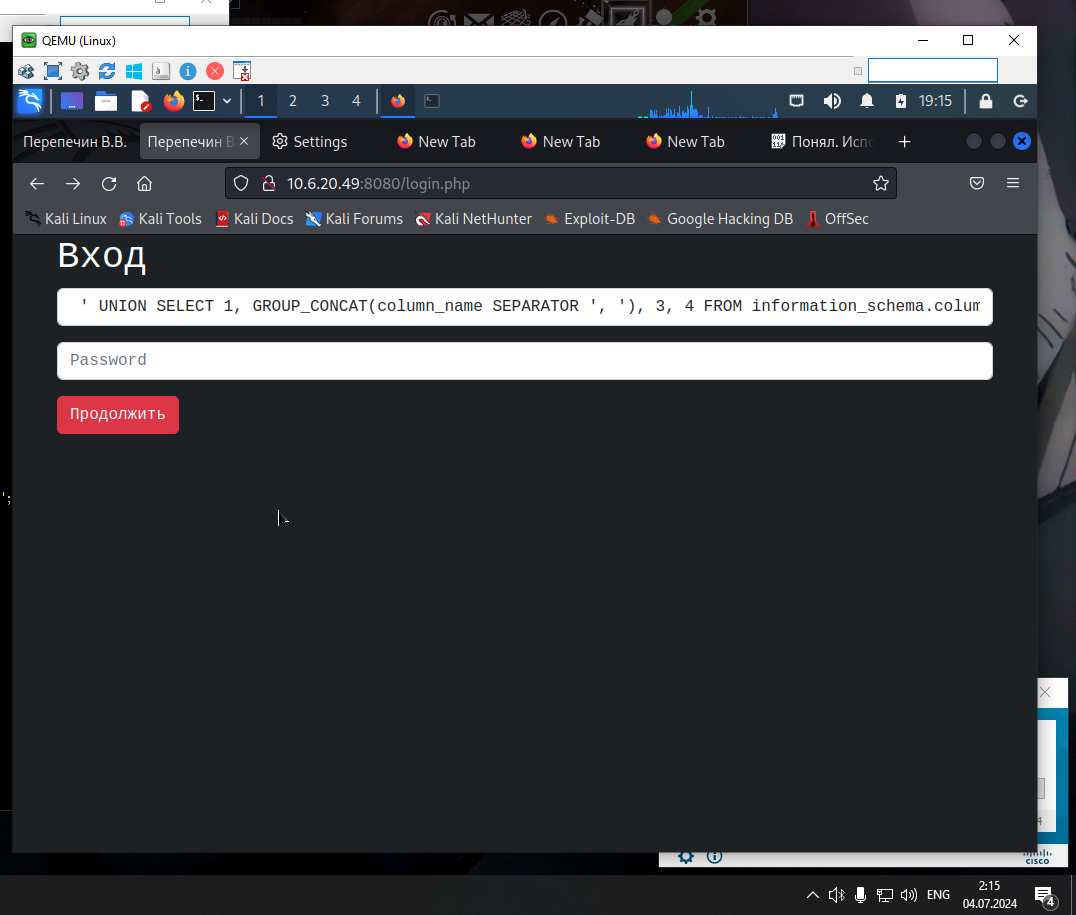 QEMU (Linux)
1 2 3 4 19:15
Перепечин В.В. Перепечин В Settings New Tab New Tab New Tab Понял. Испо
10.6.20.49:8080/login.php
Kali Linux Kali Tools Kali Docs Kali Forums Kali NetHunter Exploit-DB Google Hacking DB OffSec
Вход
' UNION SELECT 1, GROUP_CONCAT(column_name SEPARATOR ', '), 3, 4 FROM information_schema.colum
Password
Продолжить
';
4
cisco
ENG 2:15
04.07.2024 4